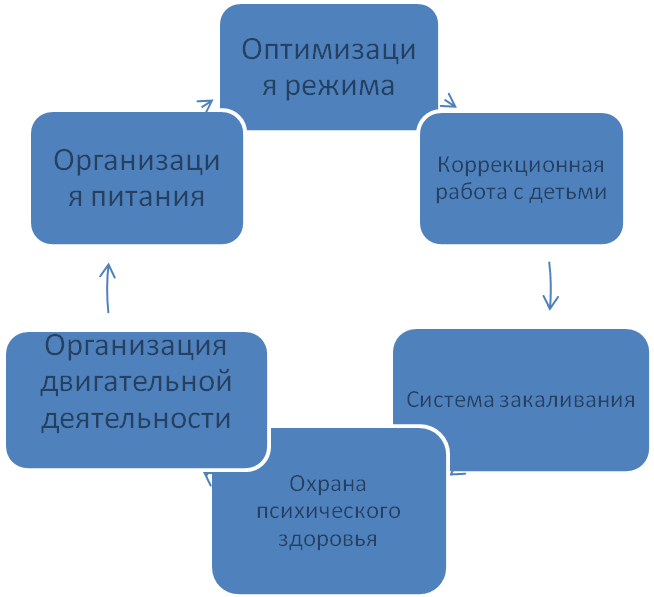 Оптимизаци
я режима
Коррекционная
работа с детьми
Система закаливания
Охрана
психического
здоровья
Организация
двигательной
деятельности
Организаци
я питания